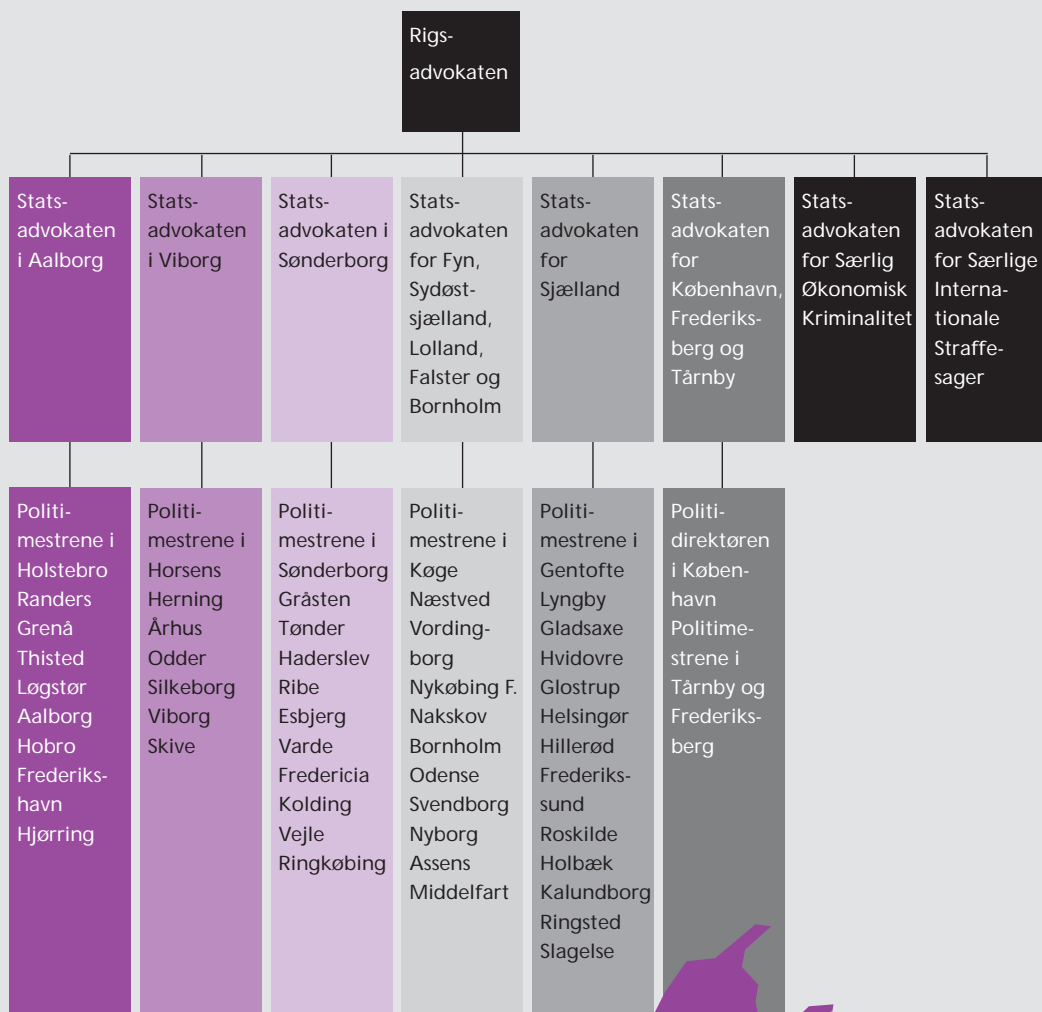 Rigs-
advokaten
Stats-
advokaten
i Aalborg
Stats-
advokaten
i Viborg
Stats-
advokaten i
Sønderborg
Stats-
advokaten
for Fyn,
Sydøst-
sjælland,
Lolland,
Falster og
Bornholm
Stats-
advokaten
for
Sjælland
Stats-
advokaten
for
København,
Frederiks-
berg og
Tårnby
Stats-
advokaten
for Særlig
Økonomisk
Kriminalitet
Stats-
advokaten
for Særlige
Interna-
tionale
Straffe-
sager
Politi-
mestrene i
Holstebro
Randers
Grenå
Thisted
Løgstør
Aalborg
Hobro
Frederiks-
havn
Hjørring
Politi-
mestrene i
Horsens
Herning
Århus
Odder
Silkeborg
Viborg
Skive
Politi-
mestrene i
Sønderborg
Gråsten
Tønder
Haderslev
Ribe
Esbjerg
Varde
Fredericia
Kolding
Vejle
Ringkøbing
Politi-
mestrene i
Køge
Næstved
Vording-
borg
Nykøbing F.
Nakskov
Bornholm
Odense
Svendborg
Nyborg
Assens
Middelfart
Politi-
mestrene i
Gentofte
Lyngby
Gladsaxe
Hvidovre
Glostrup
Helsingør
Hillerød
Frederiks-
sund
Roskilde
Holbæk
Kalundborg
Ringsted
Slagelse
Politi-
direktøren
i Køben-
havn
Politime-
strene i
Tårnby og
Frederiks-
berg